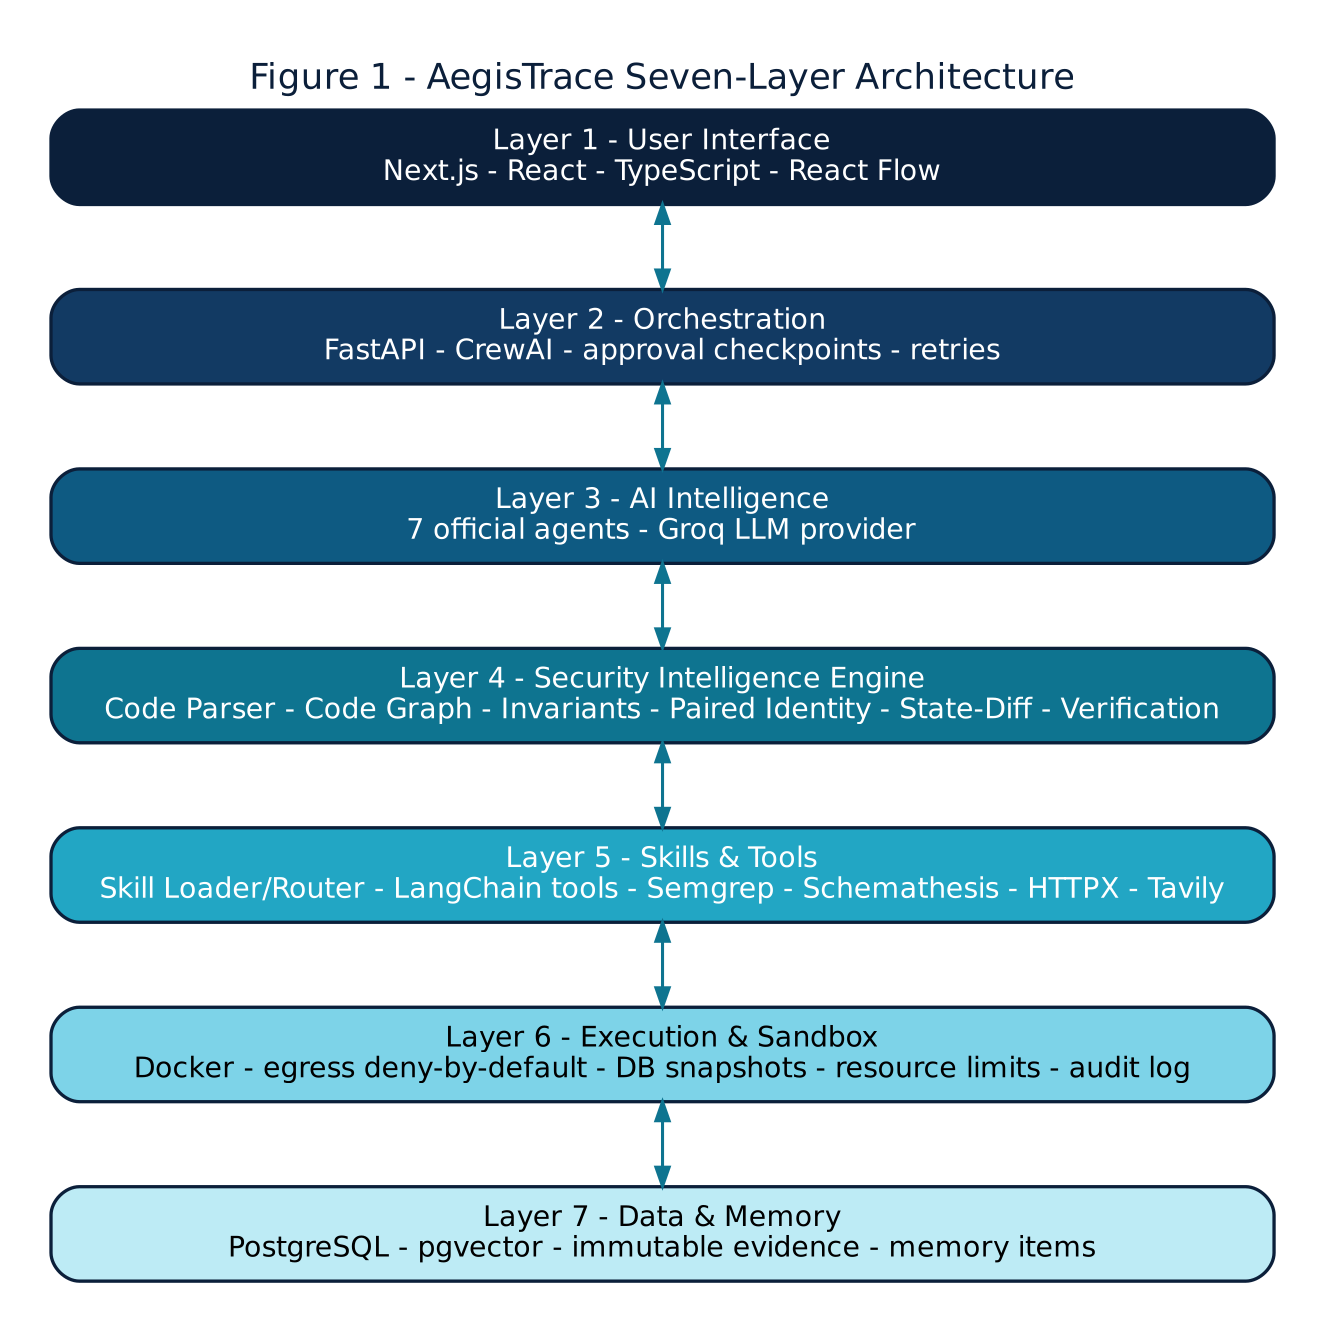 Figure 1 - AegisTrace Seven-Layer Architecture
Layer 1 - User Interface
Next.js - React - TypeScript - React Flow
Layer 2 - Orchestration
FastAPI - CrewAI - approval checkpoints - retries
Layer 3 - AI Intelligence
7 official agents - Groq LLM provider
Layer 4 - Security Intelligence Engine
Code Parser - Code Graph - Invariants - Paired Identity - State-Diff - Verification
Layer 5 - Skills & Tools
Skill Loader/Router - LangChain tools - Semgrep - Schemathesis - HTTPX - Tavily
Layer 6 - Execution & Sandbox
Docker - egress deny-by-default - DB snapshots - resource limits - audit log
Layer 7 - Data & Memory
PostgreSQL - pgvector - immutable evidence - memory items